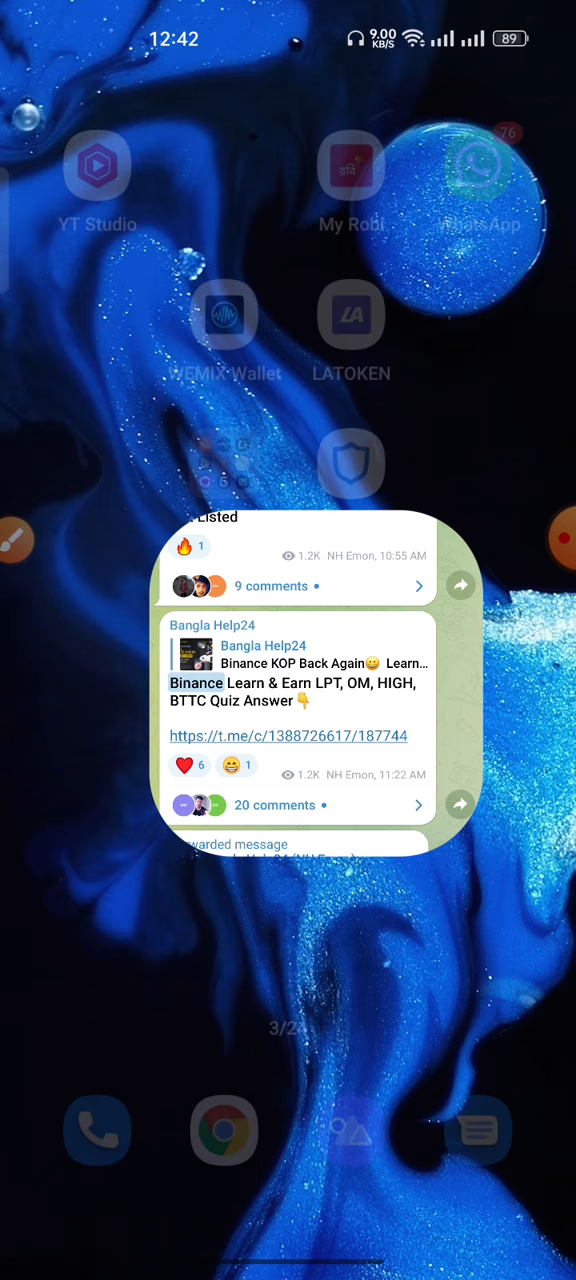 12:42
9.00
KB/S
89
76
YT Studio
My Robi
WhatsApp
WEMIX Wallet
LATOKEN
Listed
🔥 1
1.2K NH Emon, 10:55 AM
9 comments
Bangla Help24
Bangla Help24
Binance KOP Back Again😀 Learn...
Binance Learn & Earn LPT, OM, HIGH,
BTTC Quiz Answer👇
https://t.me/c/1388726617/187744
❤️ 6 😁 1
1.2K NH Emon, 11:22 AM
20 comments
warded message
3/24